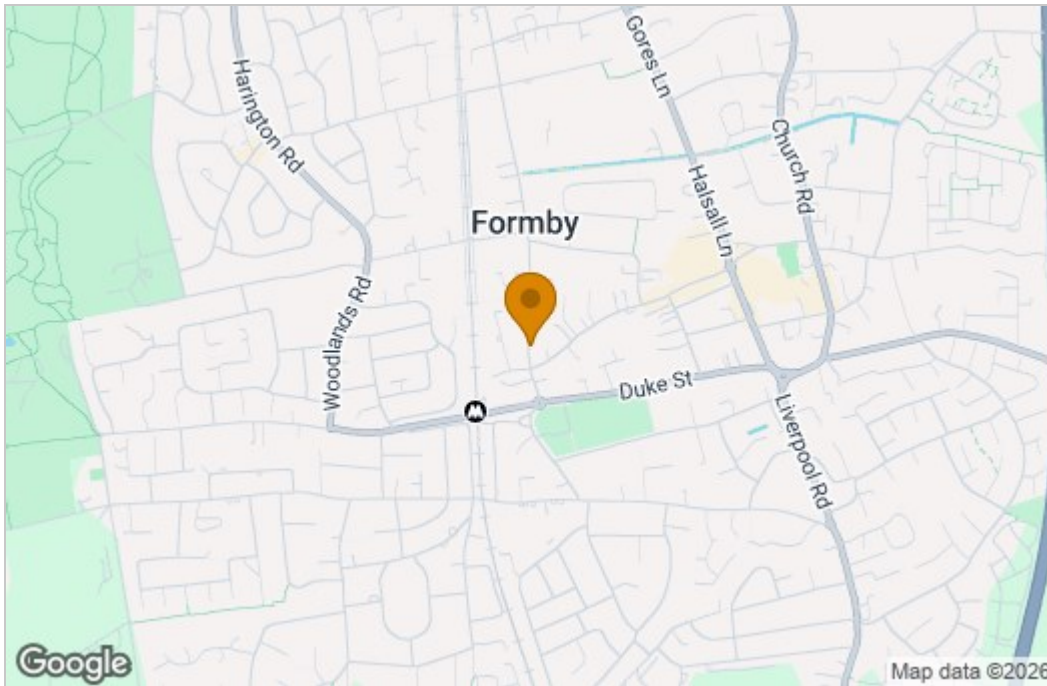 Harington Rd
Gores Ln
Church Rd
Halsall Ln
Formby
Woodlands Rd
Duke St
M
Liverpool Rd
Google
Map data ©2026